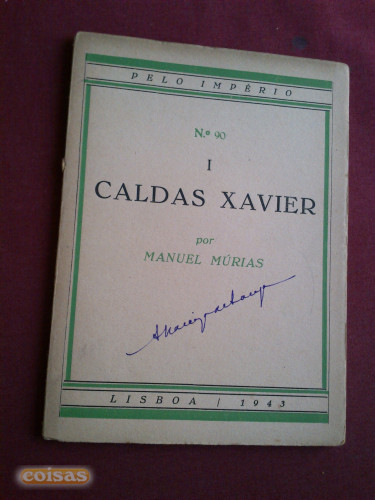 PELO IMPÉRIO
N.º 90
I
CALDAS XAVIER
por
MANUEL MÚRIAS
LISBOA / 1943
coisas